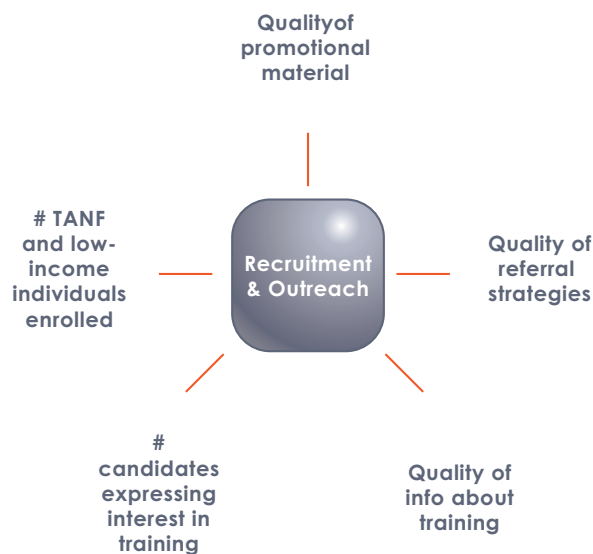 Qualityof
promotional
material
# TANF
and low-
income
individuals
enrolled
Recruitment
& Outreach
Quality of
referral
strategies
#
candidates
expressing
interest in
training
Quality of
info about
training